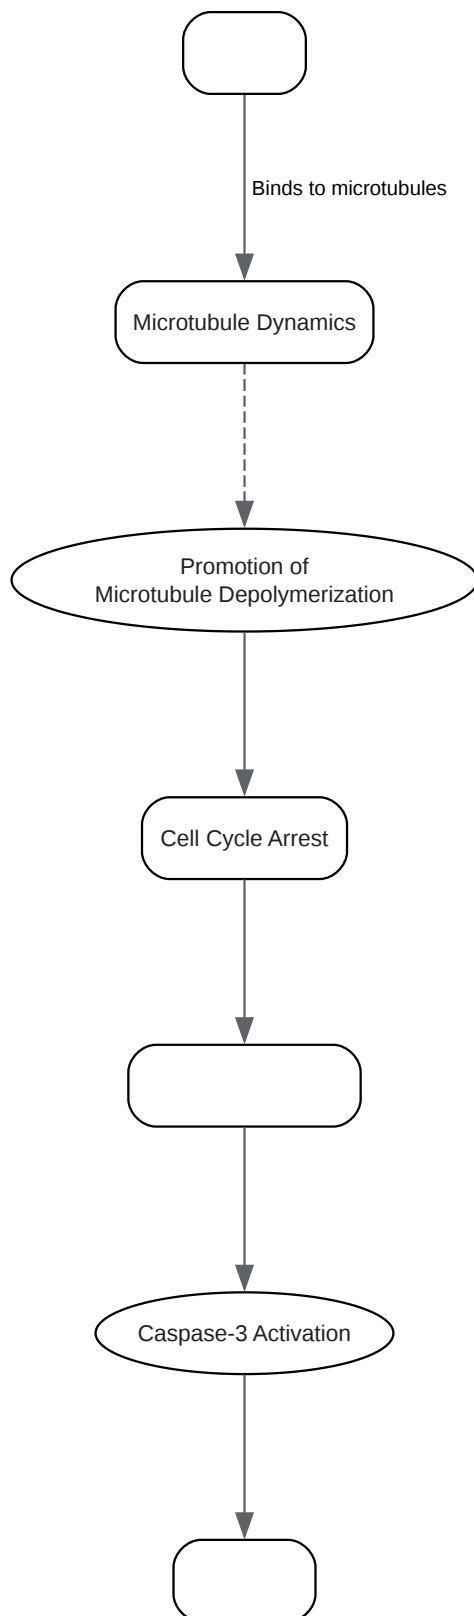 Binds to microtubules
Microtubule Dynamics
Promotion of
Microtubule Depolymerization
Cell Cycle Arrest
Caspase-3 Activation